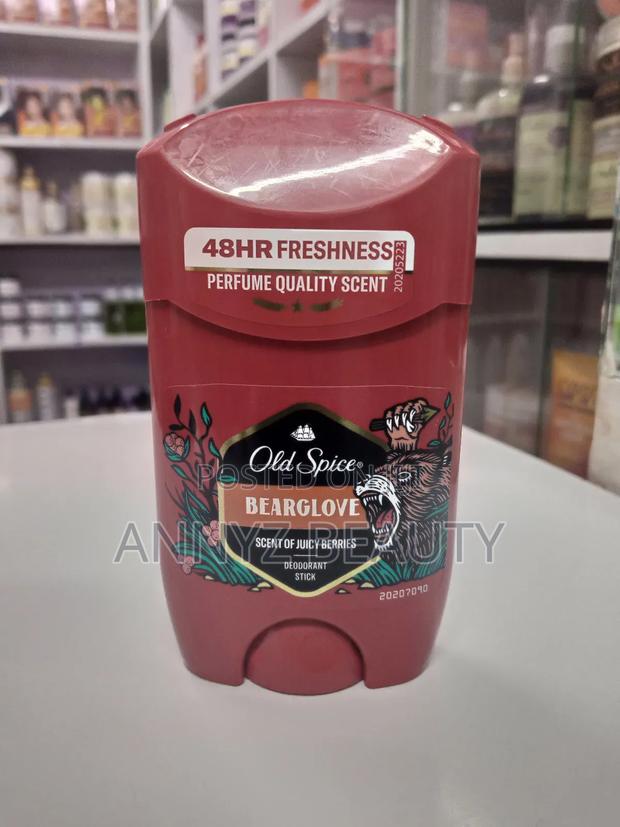 48HR FRESHNESS
PERFUME QUALITY SCENT
20205223
Old Spice®
POSTED ON
BEARGLOVE
ANNYZ BEAUTY
SCENT OF JUICY BERRIES
DEODORANT
STICK
20207090